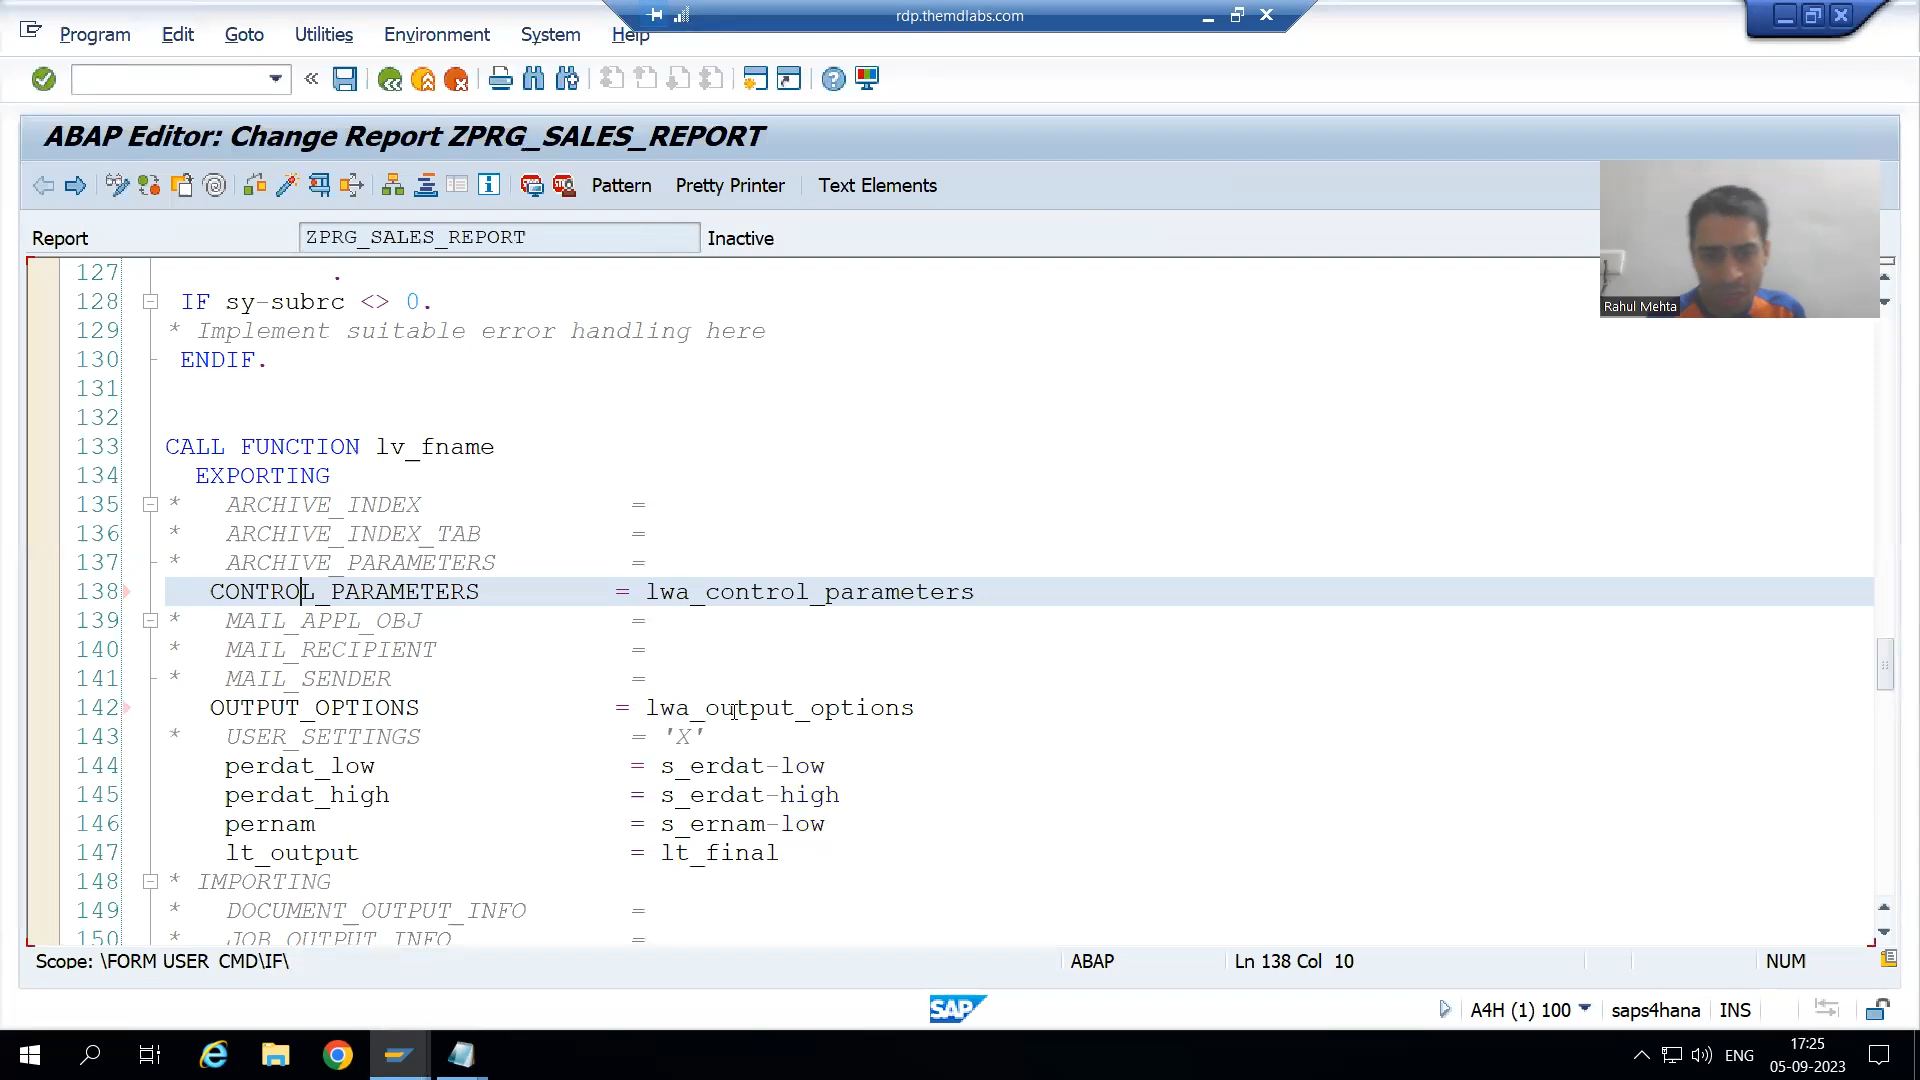 rdp.themdlabs.com
Program Edit Goto Utilities Environment System Help
«
ABAP Editor: Change Report ZPRG_SALES_REPORT
Pattern Pretty Printer Text Elements
Report ZPRG_SALES_REPORT Inactive
Rahul Mehta
127 .
128 IF sy-subrc <> 0.
129 * Implement suitable error handling here
130 ENDIF.
131
132
133 CALL FUNCTION lv_fname
134 EXPORTING
135 * ARCHIVE_INDEX =
136 * ARCHIVE_INDEX_TAB =
137 * ARCHIVE_PARAMETERS =
138 CONTROL_PARAMETERS = lwa_control_parameters
139 * MAIL_APPL_OBJ =
140 * MAIL_RECIPIENT =
141 * MAIL_SENDER =
142 OUTPUT_OPTIONS = lwa_output_options
143 * USER_SETTINGS = 'X'
144 perdat_low = s_erdat-low
145 perdat_high = s_erdat-high
146 pernam = s_ernam-low
147 lt_output = lt_final
148 * IMPORTING
149 * DOCUMENT_OUTPUT_INFO =
150 * JOB_OUTPUT_INFO =
Scope: \FORM USER_CMD\IF\ ABAP Ln 138 Col 10 NUM
SAP A4H (1) 100 saps4hana INS
ENG 17:25
05-09-2023